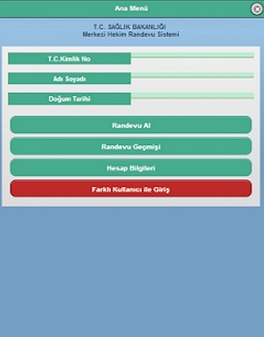 Ana Menü
T.C. SAĞLIK BAKANLIĞI
Merkezi Hekim Randevu Sistemi
T.C.Kimlik No
Adı Soyadı
Doğum Tarihi
Randevu Al
Randevu Geçmişi
Hesap Bilgileri
Farklı Kullanıcı ile Giriş